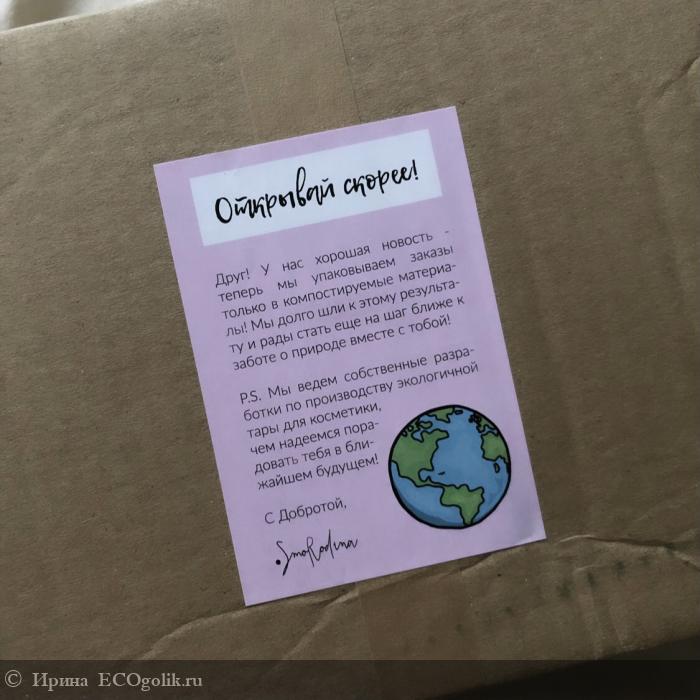 Открывай скорее!
Друг! У нас хорошая новость -
теперь мы упаковываем заказы
только в компостируемые материа-
лы! Мы долго шли к этому результа-
ту и рады стать еще на шаг ближе к
заботе о природе вместе с тобой!
P.S. Мы ведем собственные разра-
ботки по производству экологичной
тары для косметики,
чем надеемся пора-
довать тебя в бли-
жайшем будущем!
С Добротой,
.SmoRodina
© Ирина ECOgolik.ru